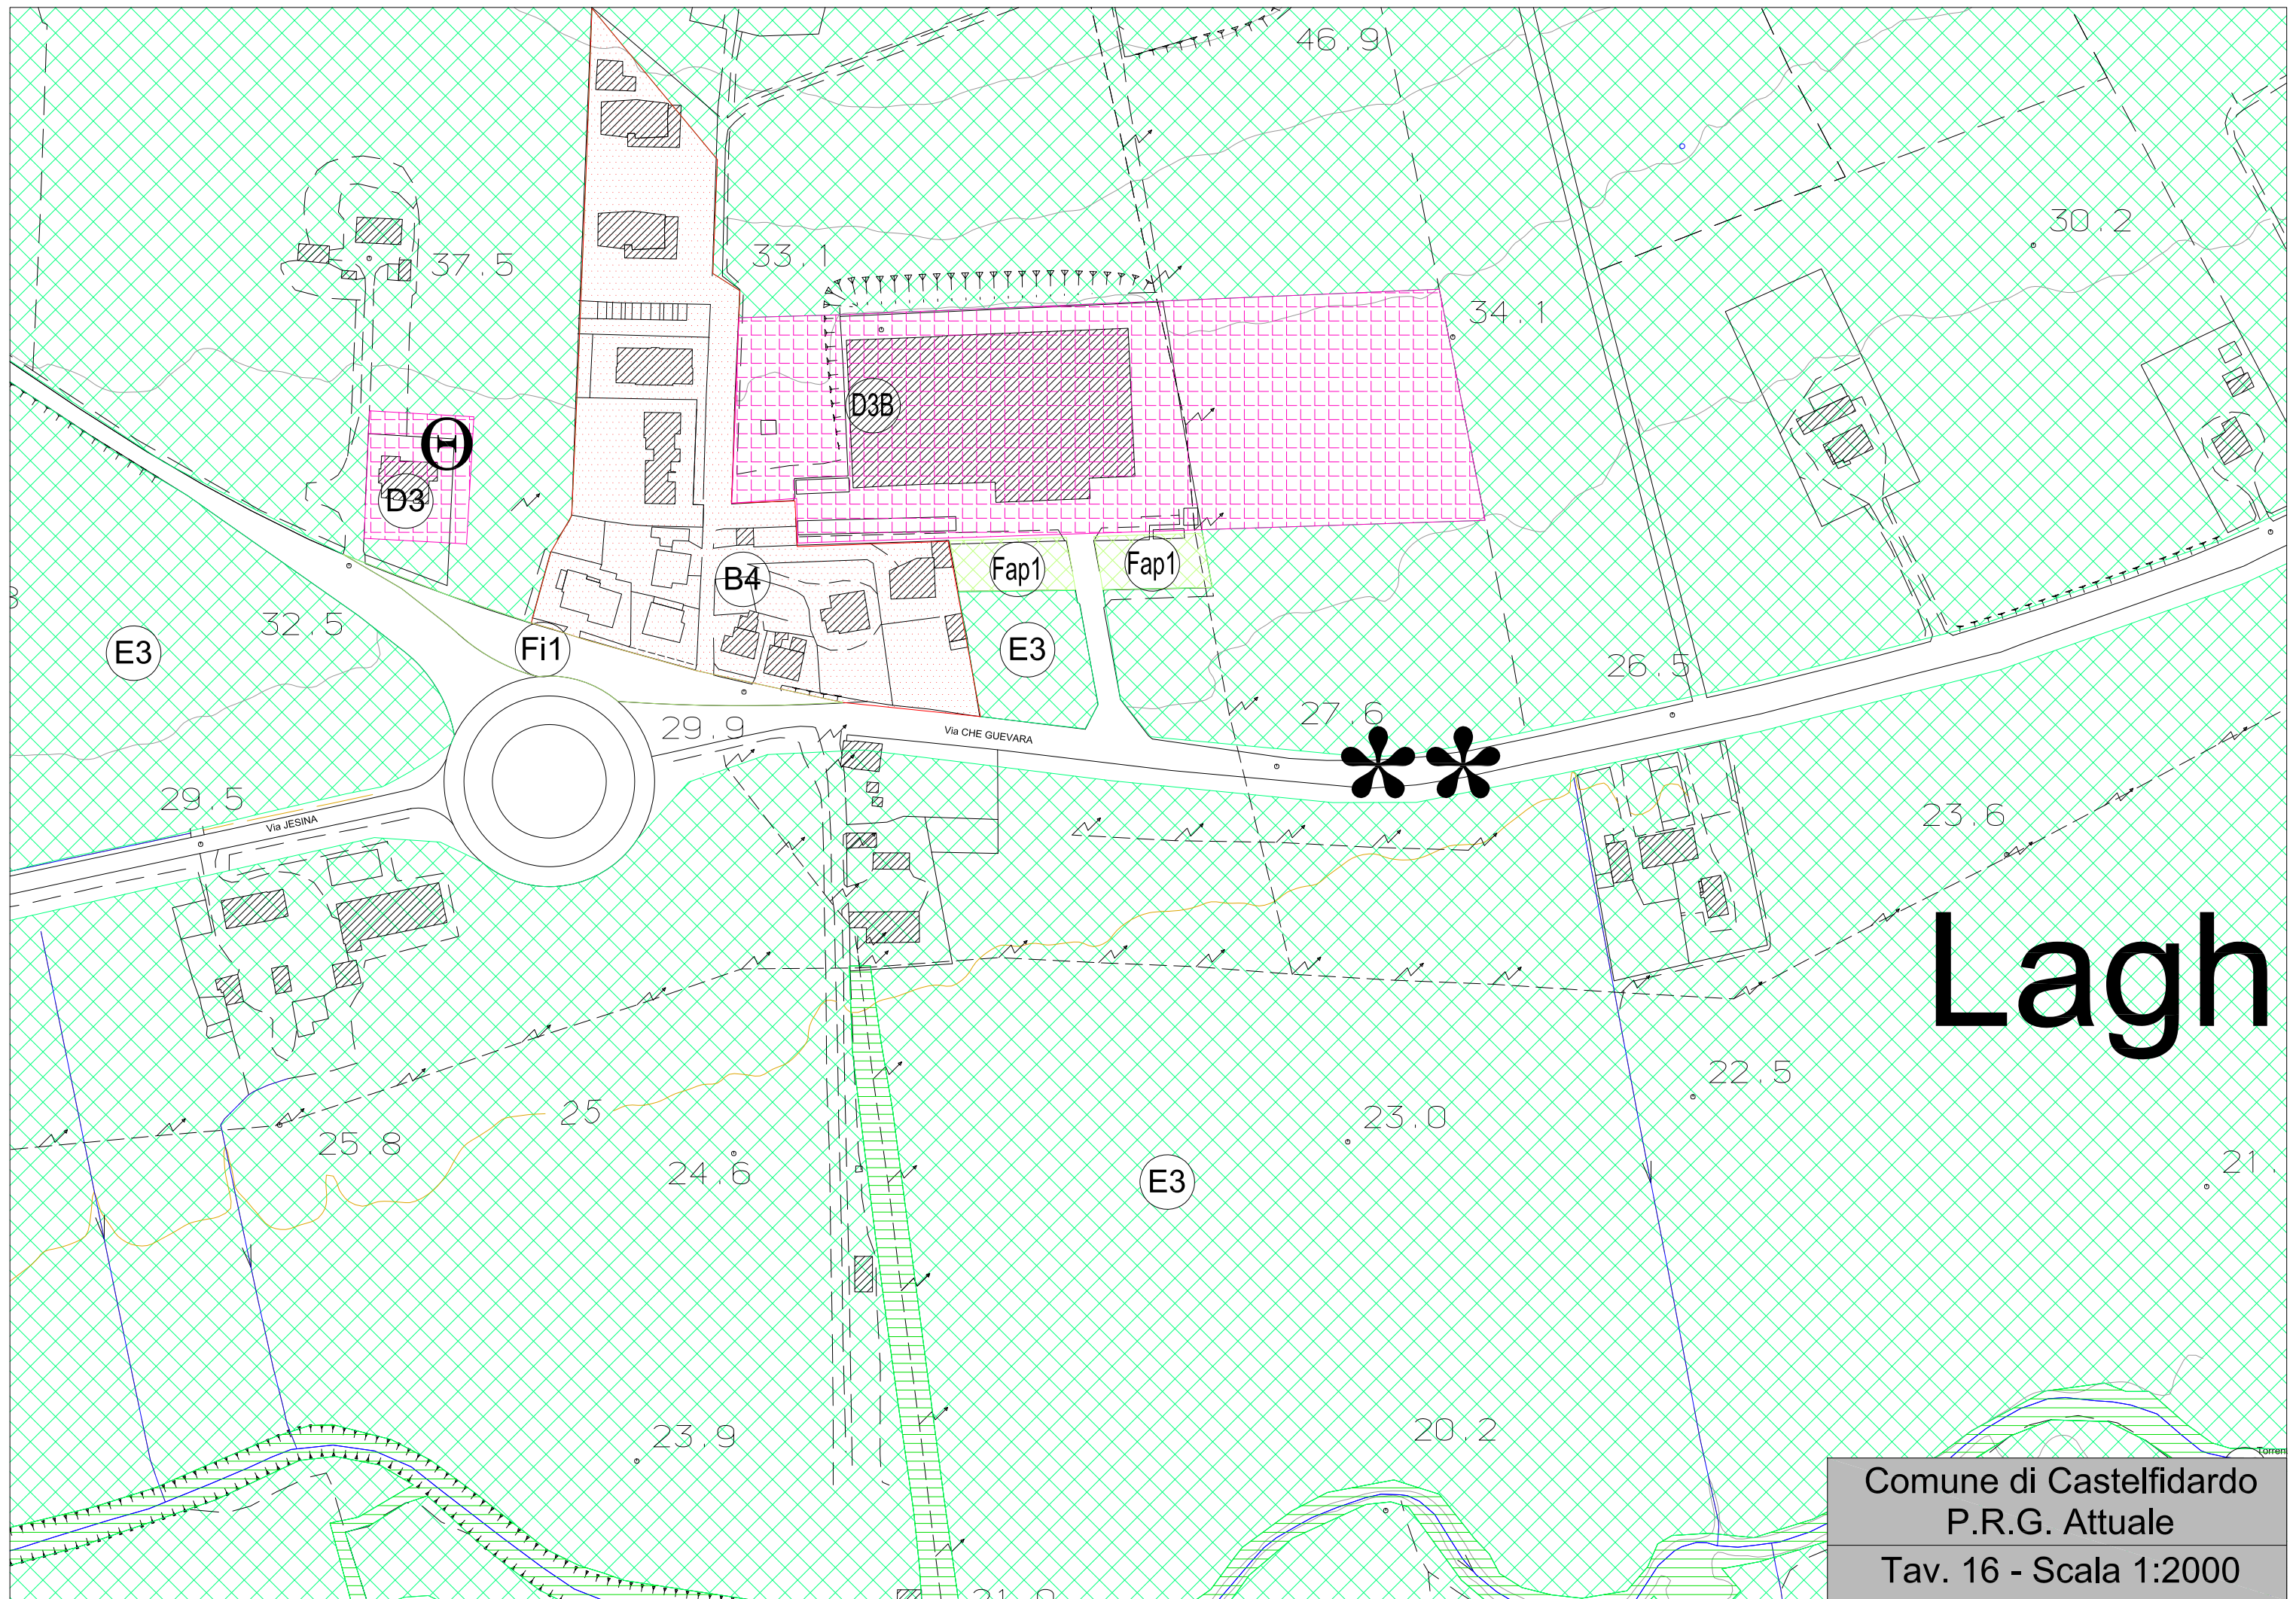 46,9
30,2
37,5
33,1
34,1
D3B
Θ
D3
Fap1
Fap1
B4
32,5
E3
Fi1
E3
26,5
29,9
27,6
Via CHE GUEVARA
**
29,5
Via JESINA
23,6
Lagh
22,5
25
25,8
23,0
24,6
E3
21,
23,9
20,2
Torren
Comune di Castelfidardo
P.R.G. Attuale
Tav. 16 - Scala 1:2000